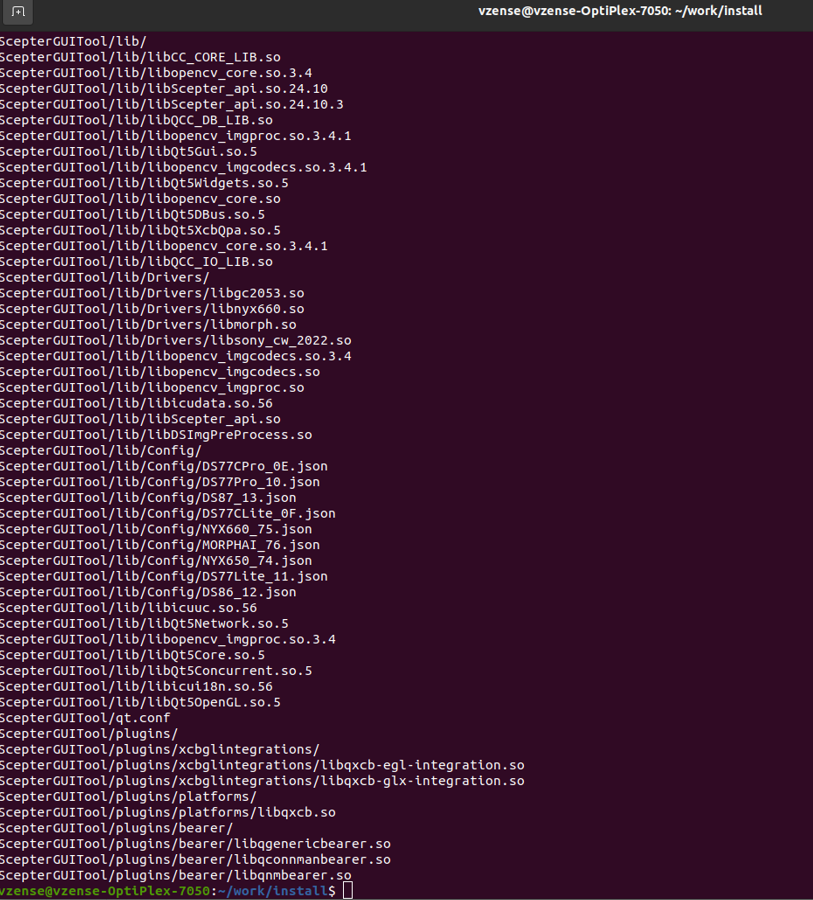 vzense@vzense-OptiPlex-7050: ~/work/install
ScepterGUITool/lib/
ScepterGUITool/lib/libCC_CORE_LIB.so
ScepterGUITool/lib/libopencv_core.so.3.4
ScepterGUITool/lib/libScepter_api.so.24.10
ScepterGUITool/lib/libScepter_api.so.24.10.3
ScepterGUITool/lib/libQCC_DB_LIB.so
ScepterGUITool/lib/libopencv_imgproc.so.3.4.1
ScepterGUITool/lib/libQt5Gui.so.5
ScepterGUITool/lib/libopencv_imgcodecs.so.3.4.1
ScepterGUITool/lib/libQt5Widgets.so.5
ScepterGUITool/lib/libopencv_core.so
ScepterGUITool/lib/libQt5DBus.so.5
ScepterGUITool/lib/libQt5XcbQpa.so.5
ScepterGUITool/lib/libopencv_core.so.3.4.1
ScepterGUITool/lib/libQCC_IO_LIB.so
ScepterGUITool/lib/Drivers/
ScepterGUITool/lib/Drivers/libgc2053.so
ScepterGUITool/lib/Drivers/libnyx660.so
ScepterGUITool/lib/Drivers/libmorph.so
ScepterGUITool/lib/Drivers/libsony_cw_2022.so
ScepterGUITool/lib/libopencv_imgcodecs.so.3.4
ScepterGUITool/lib/libopencv_imgcodecs.so
ScepterGUITool/lib/libopencv_imgproc.so
ScepterGUITool/lib/libicudata.so.56
ScepterGUITool/lib/libScepter_api.so
ScepterGUITool/lib/libDSImgPreProcess.so
ScepterGUITool/lib/Config/
ScepterGUITool/lib/Config/DS77CPro_0E.json
ScepterGUITool/lib/Config/DS77Pro_10.json
ScepterGUITool/lib/Config/DS87_13.json
ScepterGUITool/lib/Config/DS77CLite_0F.json
ScepterGUITool/lib/Config/NYX660_75.json
ScepterGUITool/lib/Config/MORPHAI_76.json
ScepterGUITool/lib/Config/NYX650_74.json
ScepterGUITool/lib/Config/DS77Lite_11.json
ScepterGUITool/lib/Config/DS86_12.json
ScepterGUITool/lib/libicuuc.so.56
ScepterGUITool/lib/libQt5Network.so.5
ScepterGUITool/lib/libopencv_imgproc.so.3.4
ScepterGUITool/lib/libQt5Core.so.5
ScepterGUITool/lib/libQt5Concurrent.so.5
ScepterGUITool/lib/libicui18n.so.56
ScepterGUITool/lib/libQt5OpenGL.so.5
ScepterGUITool/qt.conf
ScepterGUITool/plugins/
ScepterGUITool/plugins/xcbglintegrations/
ScepterGUITool/plugins/xcbglintegrations/libqxcb-egl-integration.so
ScepterGUITool/plugins/xcbglintegrations/libqxcb-glx-integration.so
ScepterGUITool/plugins/platforms/
ScepterGUITool/plugins/platforms/libqxcb.so
ScepterGUITool/plugins/bearer/
ScepterGUITool/plugins/bearer/libqgenericbearer.so
ScepterGUITool/plugins/bearer/libqconnmanbearer.so
ScepterGUITool/plugins/bearer/libqnmbearer.so
vzense@vzense-OptiPlex-7050:~/work/install$